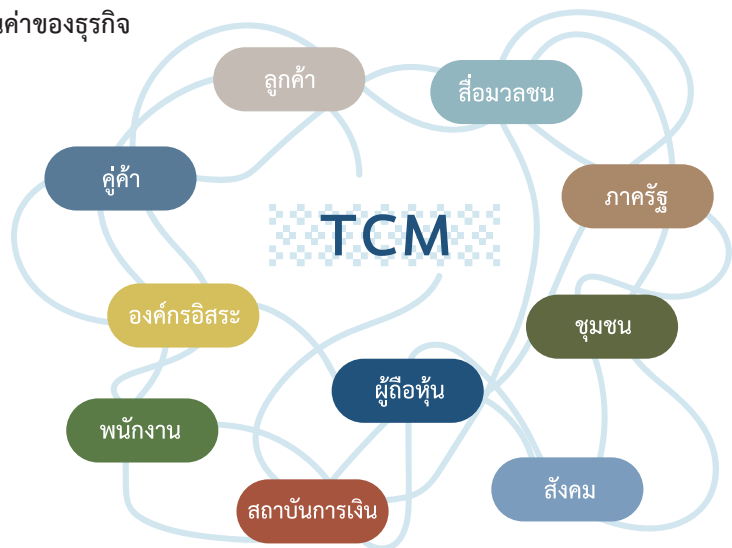 นค่าของธุรกิจ
ลูกค้า
สื่อมวลชน
คู่ค้า
ภาครัฐ
TCM
องค์กรอิสระ
ชุมชน
ผู้ถือหุ้น
พนักงาน
สังคม
สถาบันการเงิน